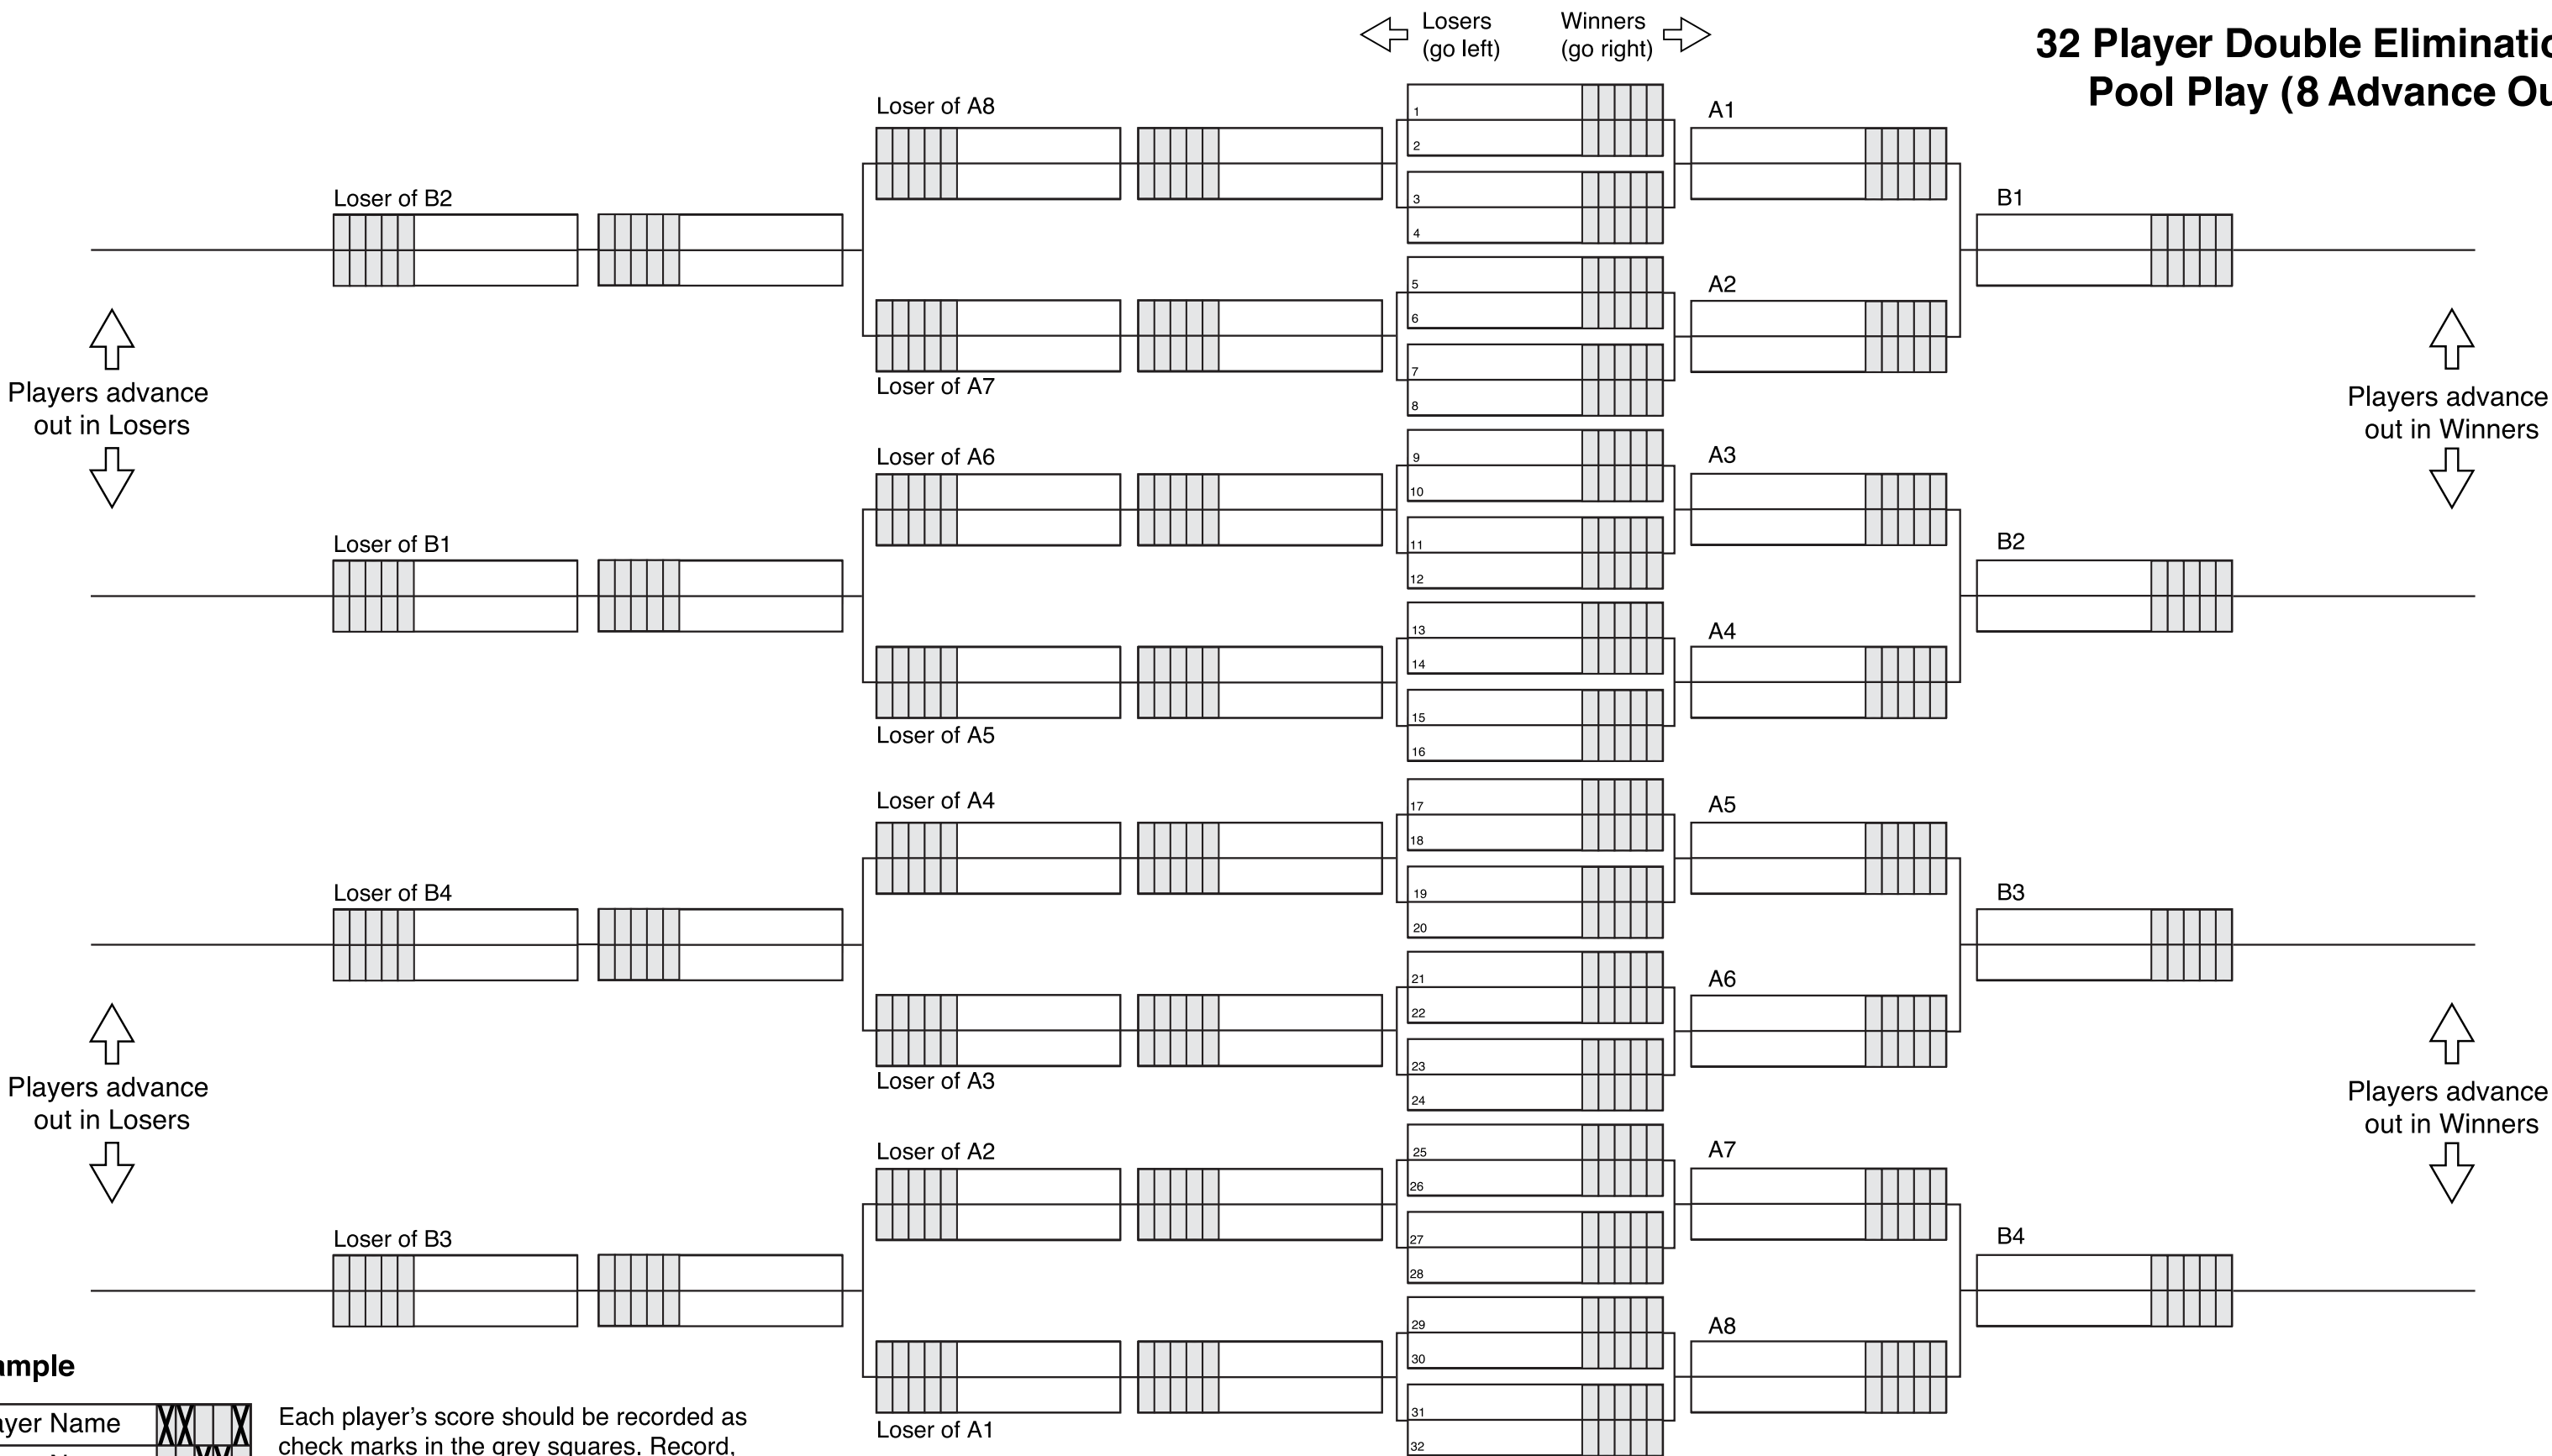 Losers
(go left)
Winners
(go right)
32 Player Double
Pool Play (8 Advance
Loser of A8
1
2
A1
3
4
Loser of B2
B1
5
6
A2
7
8
Loser of A7
Players advance
out in Losers
Players advance
out in Winners
Loser of A6
9
10
A3
11
12
Loser of B1
B2
13
14
A4
15
16
Loser of A5
Loser of A4
17
18
A5
19
20
Loser of B4
B3
21
22
A6
23
24
Loser of A3
Players advance
out in Losers
Players advance
out in Winners
Loser of A2
25
26
A7
27
28
Loser of B3
B4
29
30
A8
31
32
Loser of A1
Name
Each player’s score should be recorded as
check marks in the grey squares. Record,